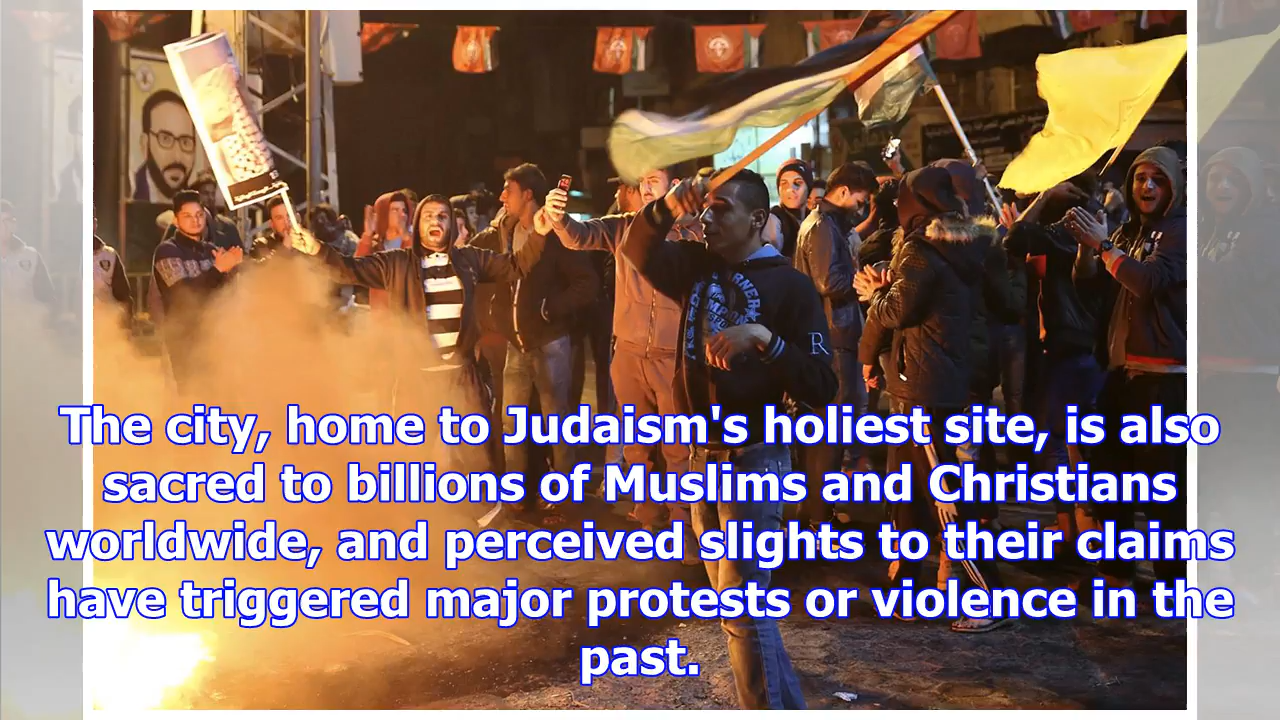 The city, home to Judaism's holiest site, is also
sacred to billions of Muslims and Christians
worldwide, and perceived slights to their claims
have triggered major protests or violence in the
past.